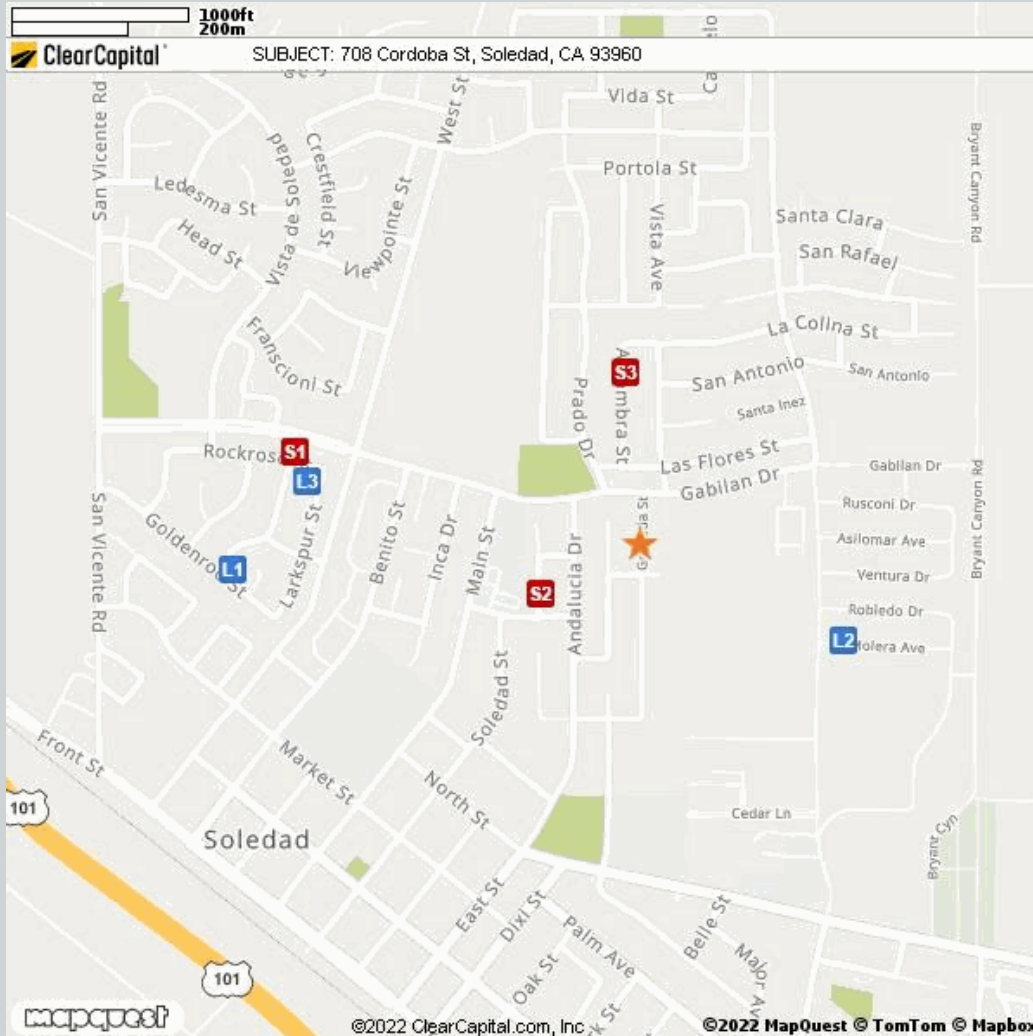 1000ft
200m
ClearCapital
SUBJECT: 708 Cordoba St, Soledad, CA 93960
San Vicente Rd
West St
Vida St
Portola St
Bryant Canyon Rd
Crestfield St
Vista de Soledad
Ledesma St
Head St
Viewpointe St
Vista Ave
Santa Clara
San Rafael
Franscioni St
La Colina St
S3
San Antonio
San Antonio
Prado Dr
Santa Inez
S1
L3
Las Flores St
Gabilan Dr
Gabilan Dr
San Vicente Rd
Goldenrod St
Larkspur St
Benito St
Inca Dr
Main St
Andalucia Dr
Rusconi Dr
Asilomar Ave
Ventura Dr
Robledo Dr
Bryant Canyon Rd
L1
S2
L2
Soledad St
Front St
Market St
North St
101
Soledad
Cedar Ln
Bryant Cyn
East St
Dixi St
Palm Ave
Belle St
Oak St
101
mapquest
©2022 ClearCapital.com, Inc
©2022 MapQuest © TomTom © Mapbox